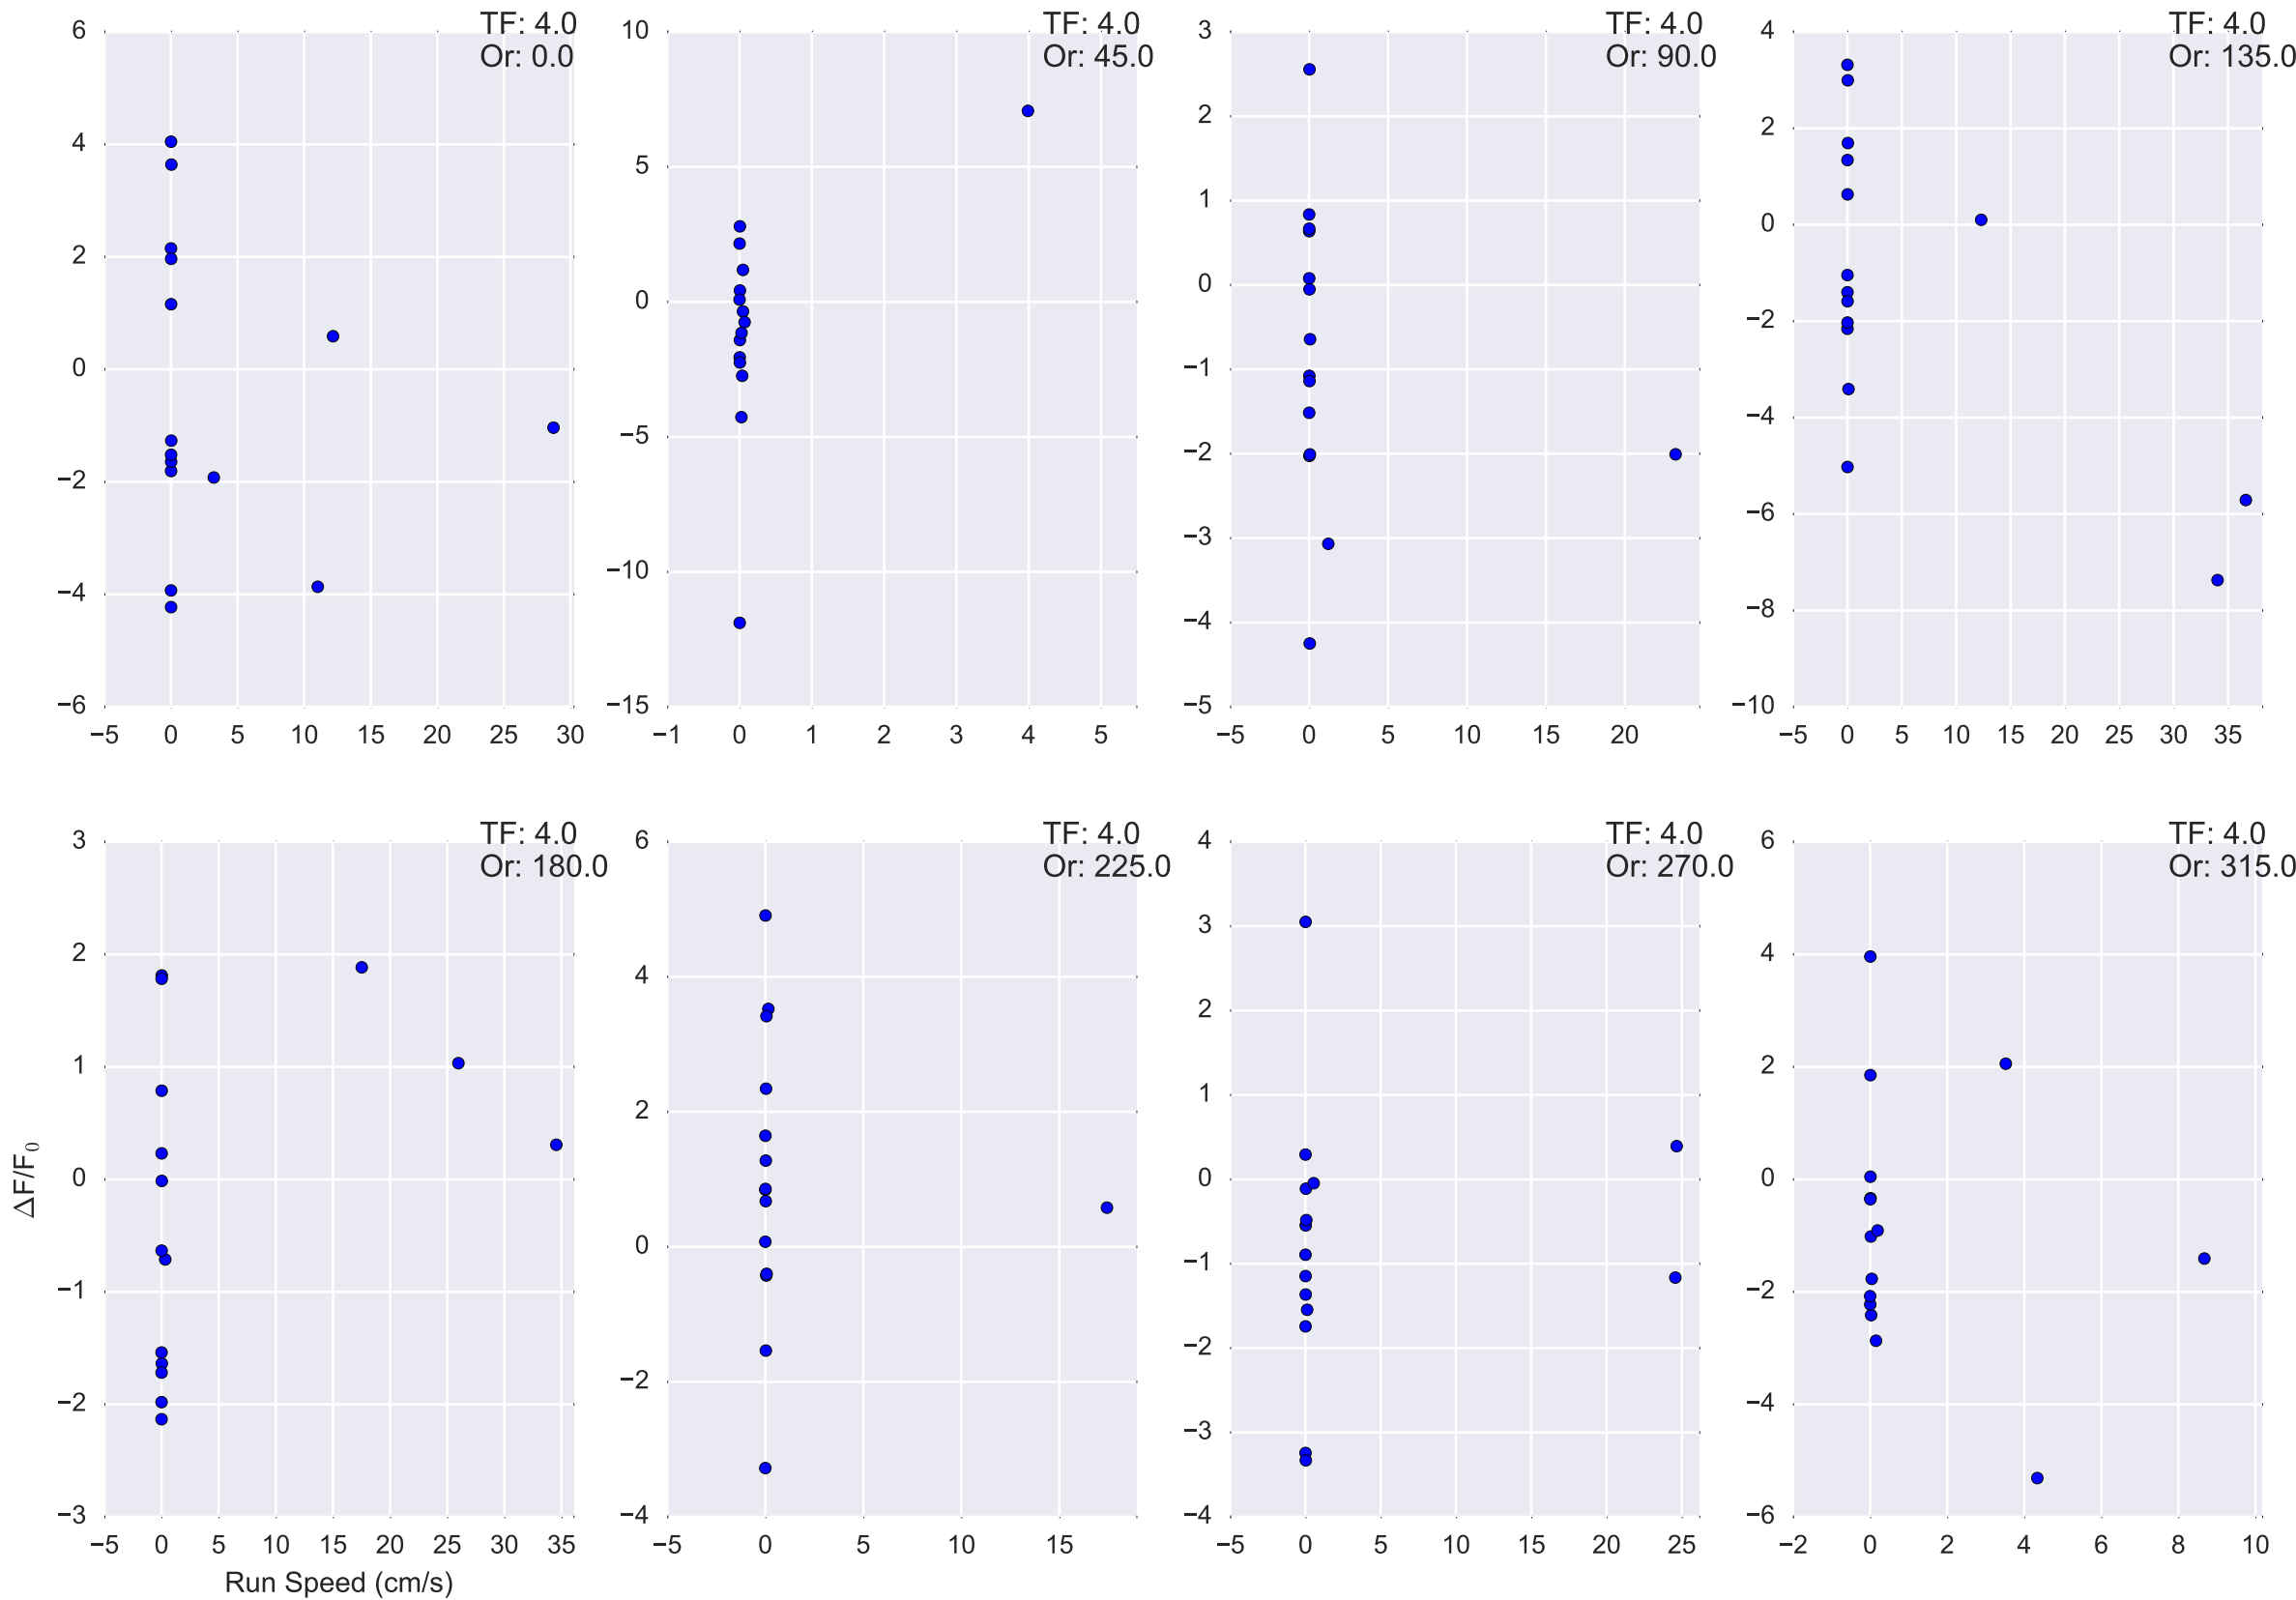 TF: 4.0
Or: 0.0
6
4
2
0
−2
−4
−6
−5 0 5 10 15 20 25 30
TF: 4.0
Or: 45.0
10
5
0
−5
−10
−15
−1 0 1 2 3 4 5
TF: 4.0
Or: 90.0
3
2
1
0
−1
−2
−3
−4
−5
−5 0 5 10 15 20
TF: 4.0
Or: 135.0
4
2
0
−2
−4
−6
−8
−10
−5 0 5 10 15 20 25 30 35
TF: 4.0
Or: 180.0
3
2
1
0
−1
−2
−3
ΔF/F₀
−5 0 5 10 15 20 25 30 35
Run Speed (cm/s)
TF: 4.0
Or: 225.0
6
4
2
0
−2
−4
−5 0 5 10 15
TF: 4.0
Or: 270.0
4
3
2
1
0
−1
−2
−3
−4
−5 0 5 10 15 20 25
TF: 4.0
Or: 315.0
6
4
2
0
−2
−4
−6
−2 0 2 4 6 8 10